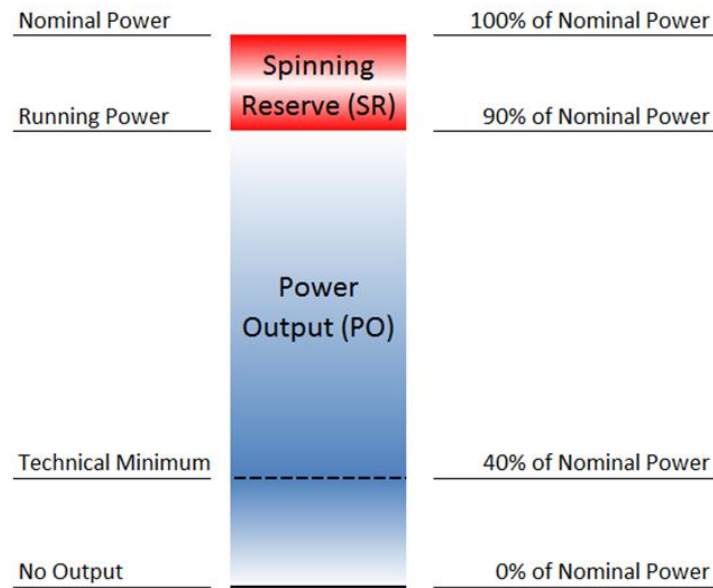 Nominal Power
100% of Nominal Power
Spinning
Reserve (SR)
Running Power
90% of Nominal Power
Power
Output (PO)
Technical Minimum
40% of Nominal Power
No Output
0% of Nominal Power